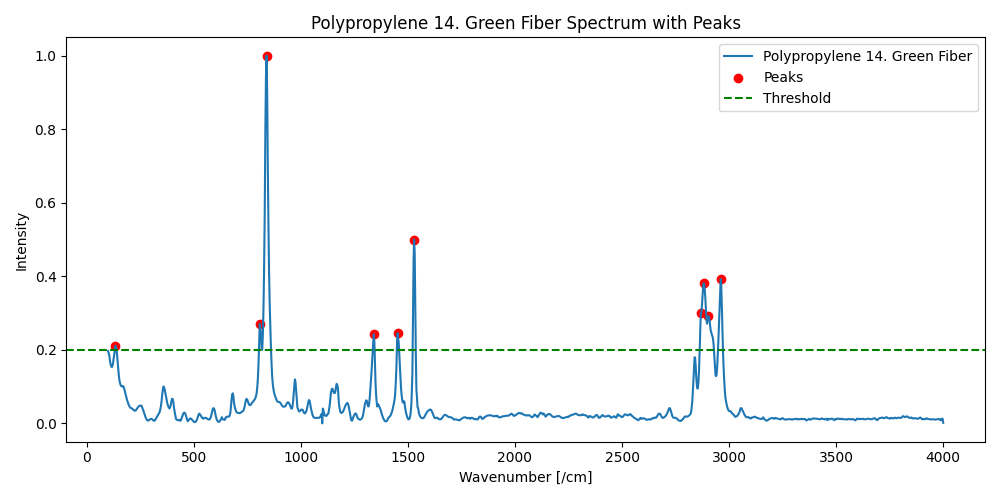 Polypropylene 14. Green Fiber Spectrum with Peaks
Polypropylene 14. Green Fiber
Peaks
Threshold
Intensity
1.0
0.8
0.6
0.4
0.2
0.0
0 500 1000 1500 2000 2500 3000 3500 4000
Wavenumber [/cm]